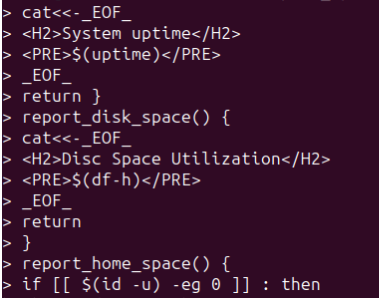 > cat<<-_EOF_
> <H2>System uptime</H2>
> <PRE>$(uptime)</PRE>
> _EOF_
> return }
> report_disk_space() {
> cat<<-_EOF_
> <H2>Disc Space Utilization</H2>
> <PRE>$(df-h)</PRE>
> _EOF_
> return
> }
> report_home_space() {
> if [[ $(id -u) -eg 0 ]] : then